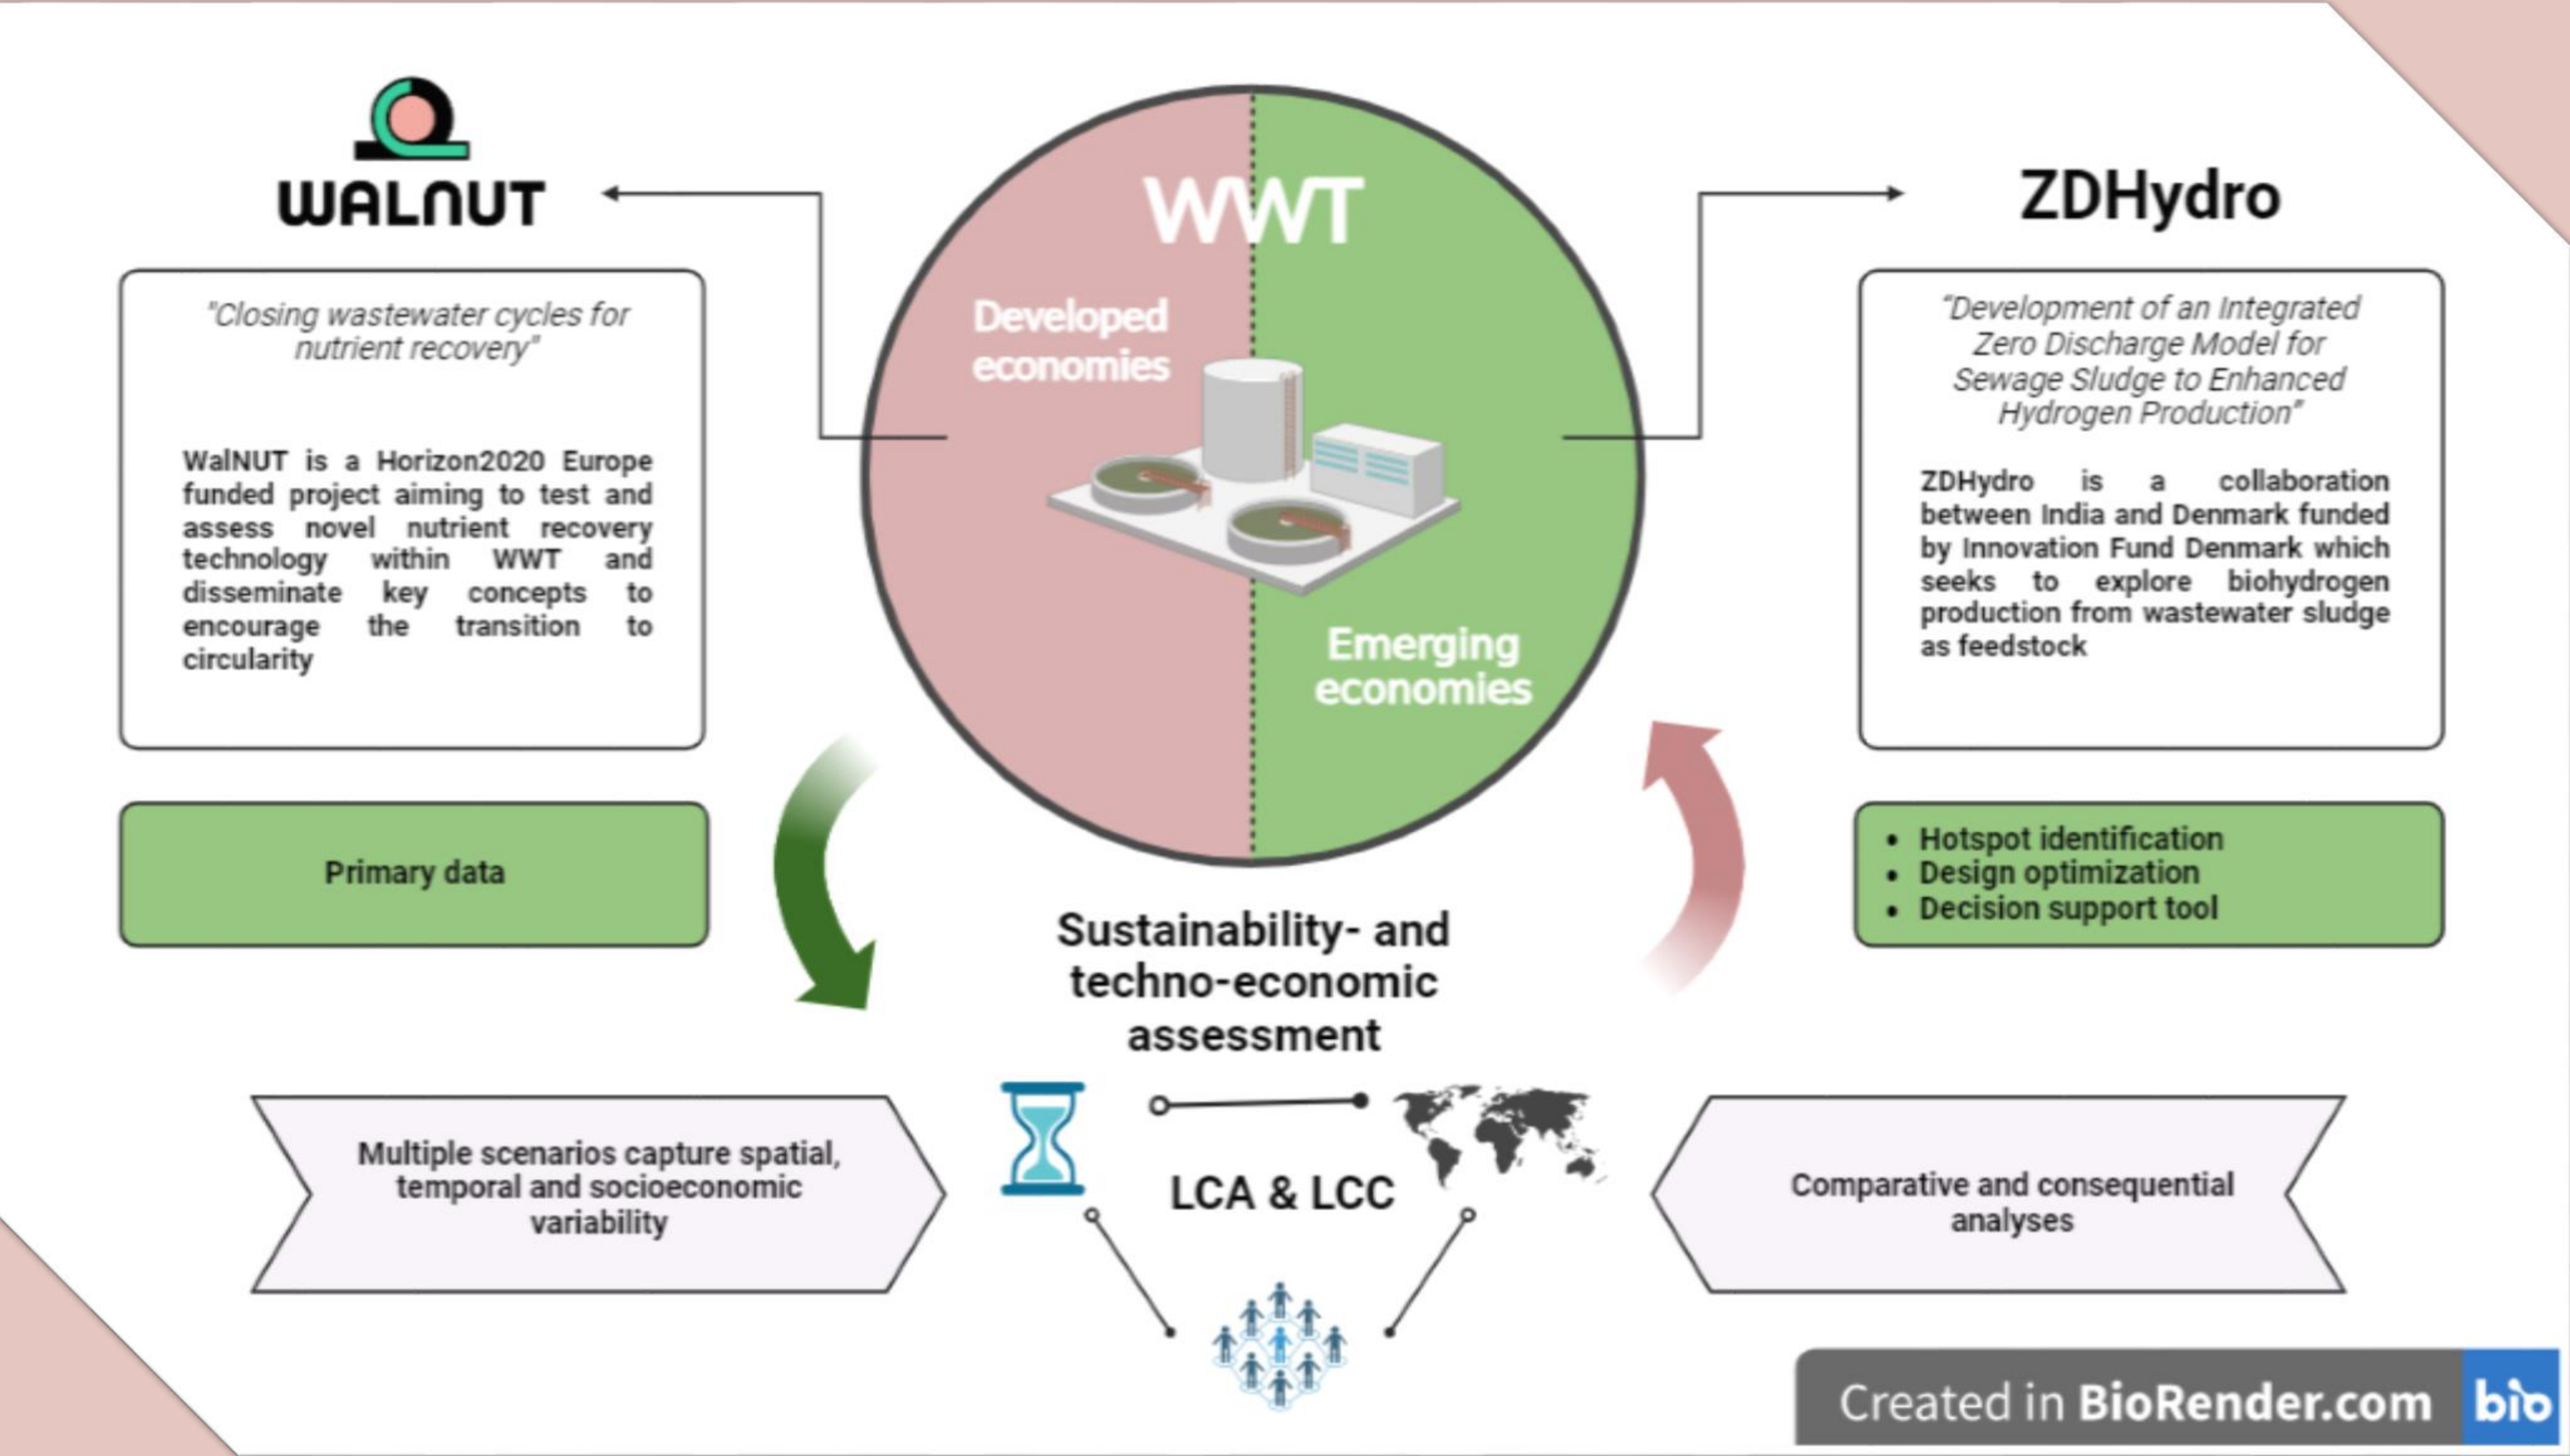 WALNUT
"Closing wastewater cycles for
nutrient recovery"
WalNUT is a Horizon2020 Europe
funded project aiming to test and
assess novel nutrient recovery
technology within WWT and
disseminate key concepts to
encourage the transition to
circularity
Primary data
WWT
Developed
economies
Emerging
economies
ZDHydro
"Development of an Integrated
Zero Discharge Model for
Sewage Sludge to Enhanced
Hydrogen Production"
ZDHydro is a collaboration
between India and Denmark funded
by Innovation Fund Denmark which
seeks to explore biohydrogen
production from wastewater sludge
as feedstock
• Hotspot identification
• Design optimization
• Decision support tool
Sustainability- and
techno-economic
assessment
Multiple scenarios capture spatial,
temporal and socioeconomic
variability
LCA & LCC
Comparative and consequential
analyses
Created in BioRender.com bio